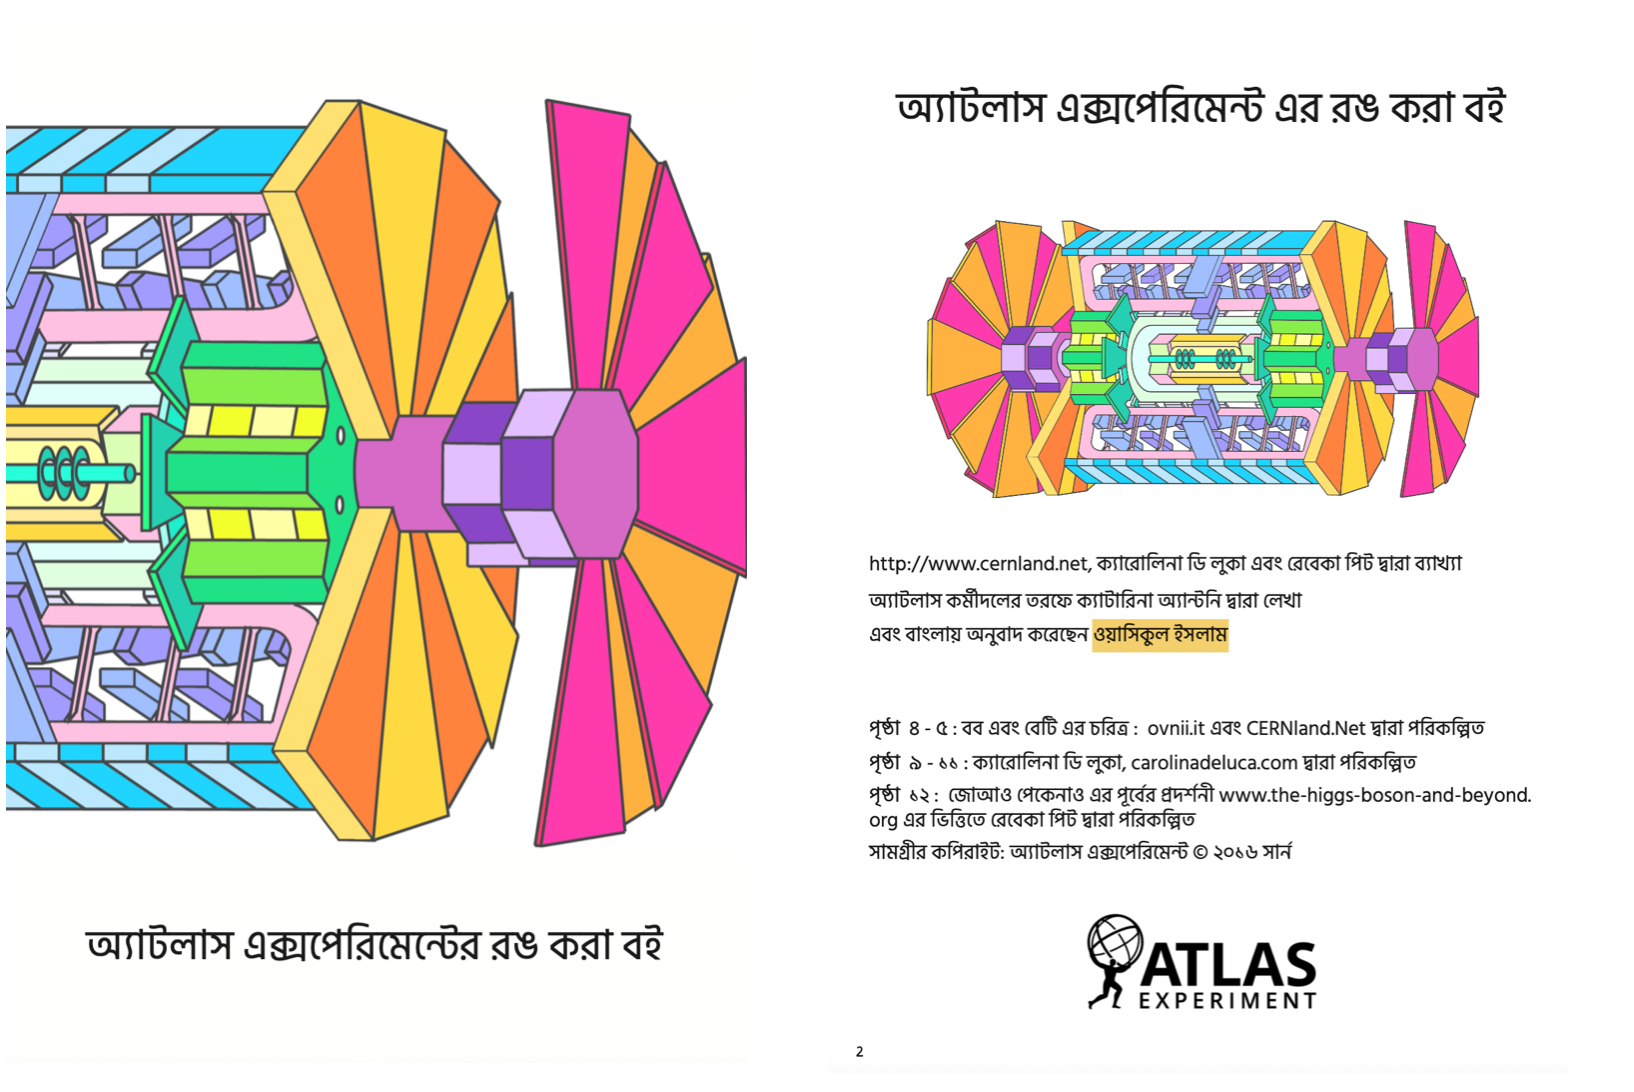 অ্যাটলাস এক্সপেরিমেন্টের রঙ করা বই
অ্যাটলাস এক্সপেরিমেন্ট এর রঙ করা বই
http://www.cernland.net, ক্যারোলিনা ডি লুকা এবং রেবেকা পিট দ্বারা ব্যাখ্যা
অ্যাটলাস কর্মীদলের তরফে ক্যাটারিনা অ্যান্টনি দ্বারা লেখা
এবং বাংলায় অনুবাদ করেছেন ওয়াসিকুল ইসলাম
পৃষ্ঠা ৪ - ৫ : বব এবং বেটি এর চরিত্র : ovnii.it এবং CERNland.Net দ্বারা পরিকল্পিত
পৃষ্ঠা ৯ - ১১ : ক্যারোলিনা ডি লুকা, carolinadeluca.com দ্বারা পরিকল্পিত
পৃষ্ঠা ১২ : জোআও পেকেনাও এর পূর্বের প্রদর্শনী www.the-higgs-boson-and-beyond.
org এর ভিত্তিতে রেবেকা পিট দ্বারা পরিকল্পিত
সামগ্রীর কপিরাইট: অ্যাটলাস এক্সপেরিমেন্ট © ২০১৬ সার্ন
ATLAS
EXPERIMENT
2